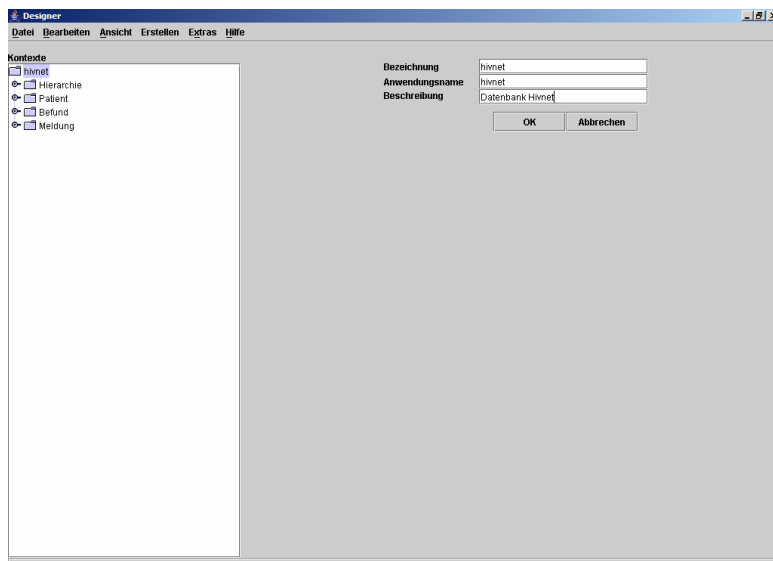 Designer
Datei Bearbeiten Ansicht Erstellen Extras Hilfe
Kontexte
hivnet
Hierarchie
Patient
Befund
Meldung
Bezeichnung hivnet
Anwendungsname hivnet
Beschreibung Datenbank Hivnet
OK Abbrechen